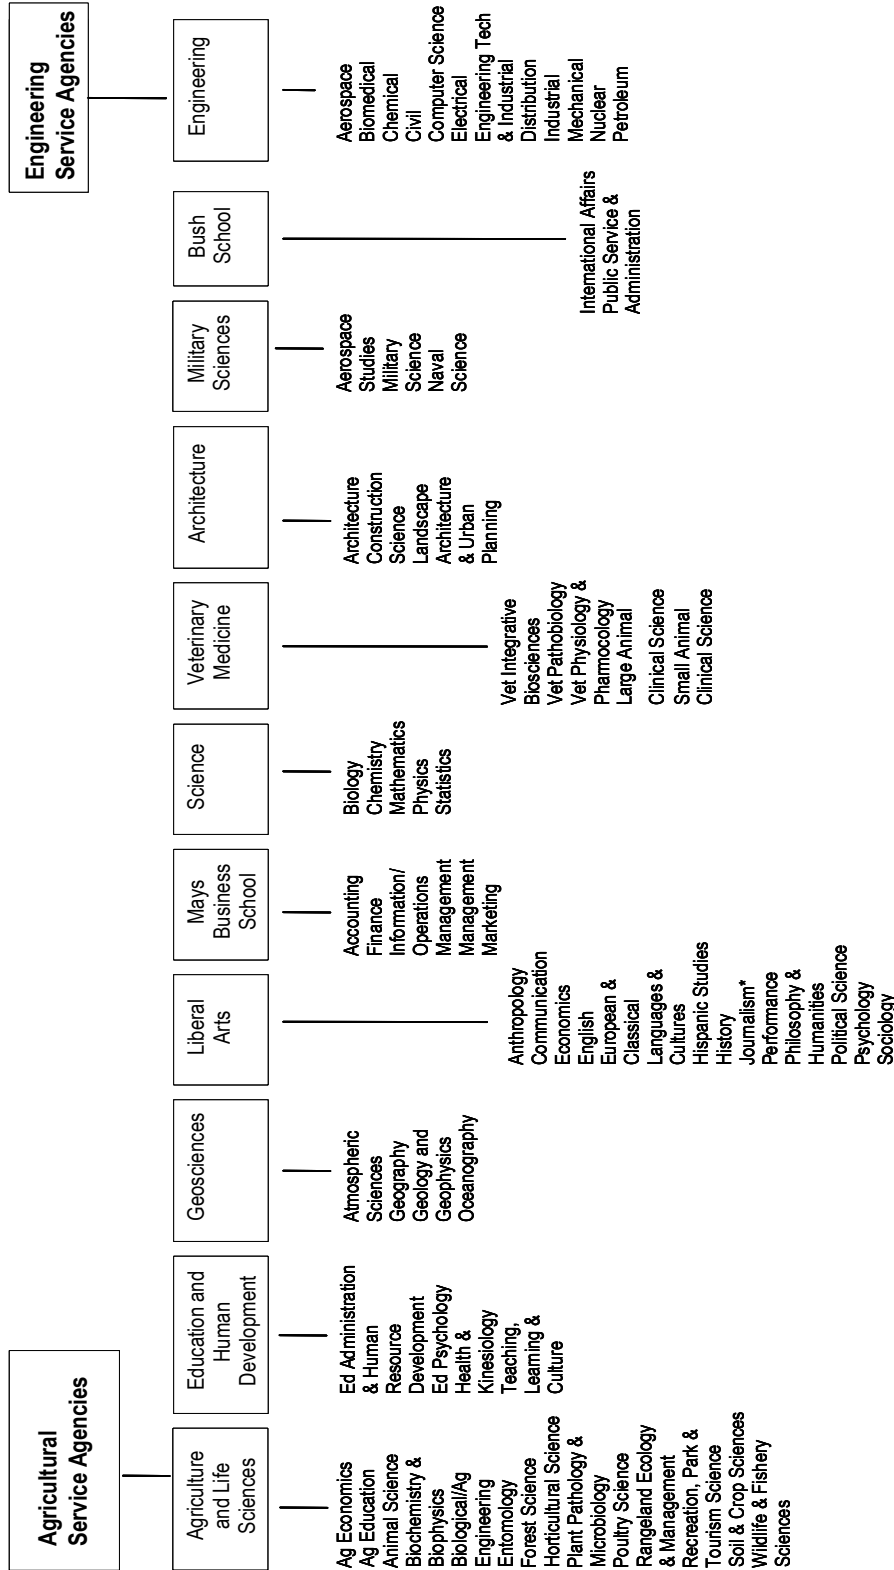 Agricultural
Service Agencies
Engineering
Service Agencies
Agriculture
and Life
Sciences
Education and
Human
Development
Geosciences
Liberal
Arts
Mays
Business
School
Science
Veterinary
Medicine
Architecture
Military
Sciences
Bush
School
Engineering
Ag Economics
Ag Education
Animal Science
Biochemistry &
Biophysics
Biological/Ag
Engineering
Entomology
Forest Science
Horticultural Science
Plant Pathology &
Microbiology
Poultry Science
Rangeland Ecology
& Management
Recreation, Park &
Tourism Science
Soil & Crop Sciences
Wildlife & Fishery
Sciences
Ed Administration
& Human
Resource
Development
Ed Psychology
Health &
Kinesiology
Teaching,
Learning &
Culture
Atmospheric
Sciences
Geography
Geology and
Geophysics
Oceanography
Anthropology
Communication
Economics
English
European &
Classical
Languages &
Cultures
Hispanic Studies
History
Journalism*
Performance
Philosophy &
Humanities
Political Science
Psychology
Sociology
Accounting
Finance
Information/
Operations
Management
Management
Marketing
Biology
Chemistry
Mathematics
Physics
Statistics
Vet Integrative
Biosciences
Vet Pathobiology
Vet Physiology &
Pharmocology
Large Animal
Clinical Science
Small Animal
Clinical Science
Architecture
Construction
Science
Landscape
Architecture
& Urban
Planning
Aerospace
Studies
Military
Science
Naval
Science
International Affairs
Public Service &
Administration
Aerospace
Biomedical
Chemical
Civil
Computer Science
Electrical
Engineering Tech
& Industrial
Distribution
Industrial
Mechanical
Nuclear
Petroleum